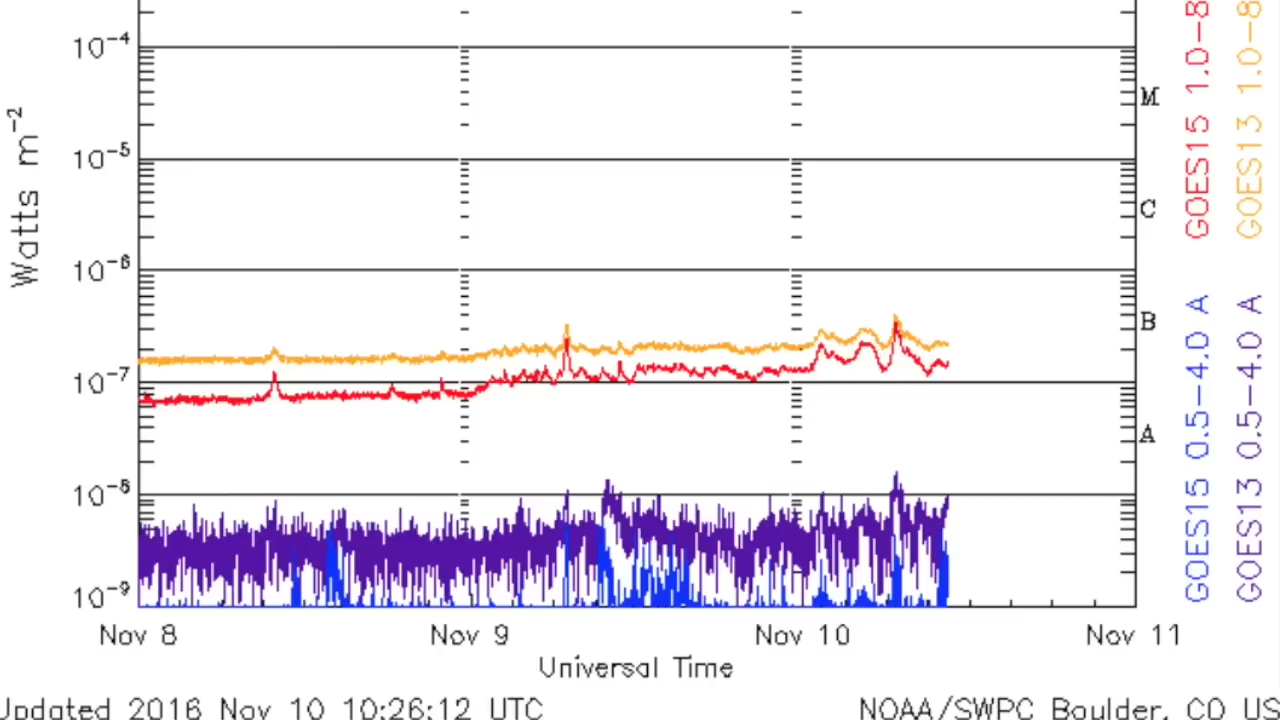 10-4
10-5
10-6
10-7
10-8
10-9
Watts m-2
M
C
B
A
GOES15 1.0-8
GOES13 1.0-8
GOES15 0.5-4.0 A
GOES13 0.5-4.0 A
Nov 8 Nov 9 Nov 10 Nov 11
Universal Time
Updated 2016 Nov 10 10:26:12 UTC NOAA/SWPC Boulder, CO US